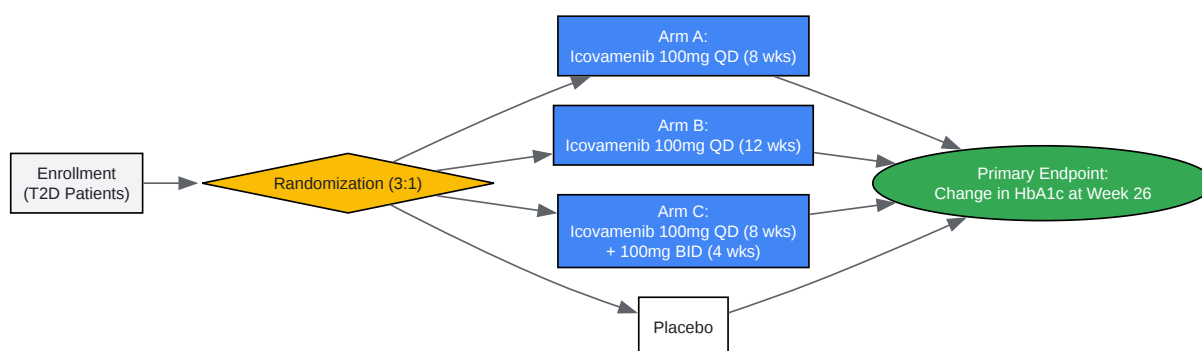 Enrollment
(T2D Patients)
Randomization (3:1)
Arm A:
Icovamenib 100mg QD (8 wks)
Arm B:
Icovamenib 100mg QD (12 wks)
Arm C:
Icovamenib 100mg QD (8 wks)
+ 100mg BID (4 wks)
Placebo
Primary Endpoint:
Change in HbA1c at Week 26